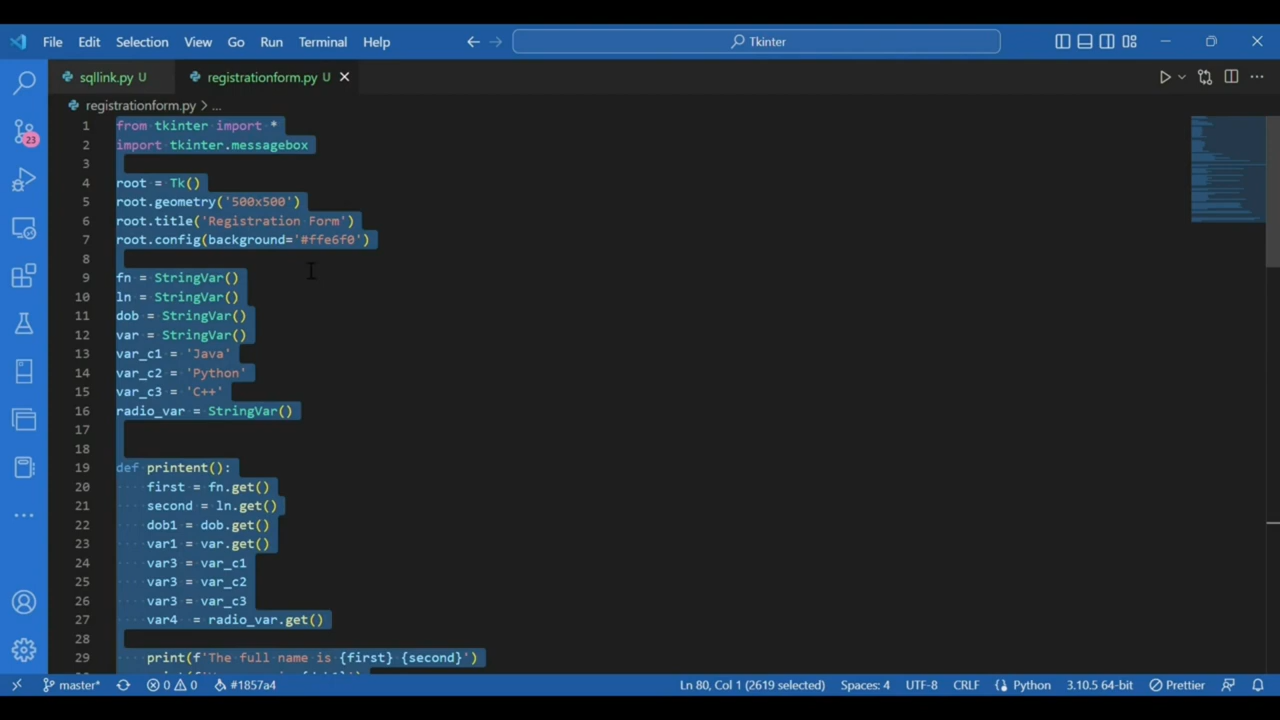 File Edit Selection View Go Run Terminal Help Tkinter
sqllink.py U registrationform.py U
registrationform.py > ...
1 from tkinter import *
2 import tkinter.messagebox
3
4 root = Tk()
5 root.geometry('500x500')
6 root.title('Registration Form')
7 root.config(background='#ffe6f0')
8
9 fn = StringVar()
10 ln = StringVar()
11 dob = StringVar()
12 var = StringVar()
13 var_c1 = 'Java'
14 var_c2 = 'Python'
15 var_c3 = 'C++'
16 radio_var = StringVar()
17
18
19 def printent():
20 first = fn.get()
21 second = ln.get()
22 dob1 = dob.get()
23 var1 = var.get()
24 var3 = var_c1
25 var3 = var_c2
26 var3 = var_c3
27 var4 = radio_var.get()
28
29 print(f'The full name is {first} {second}')
23
master* 0 0 #1857a4 Ln 80, Col 1 (2619 selected) Spaces: 4 UTF-8 CRLF Python 3.10.5 64-bit Prettier